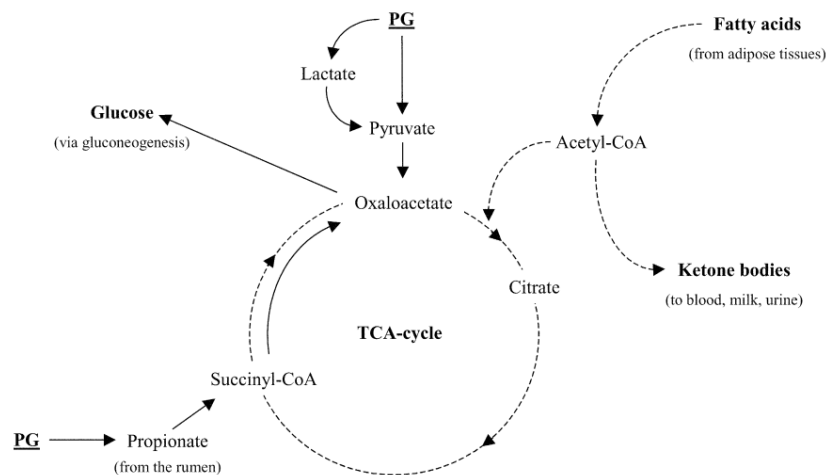 PG
Fatty acids
(from adipose tissues)
Lactate
Glucose
(via gluconeogenesis)
Pyruvate
Acetyl-CoA
Oxaloacetate
Ketone bodies
(to blood, milk, urine)
Citrate
TCA-cycle
Succinyl-CoA
PG
Propionate
(from the rumen)